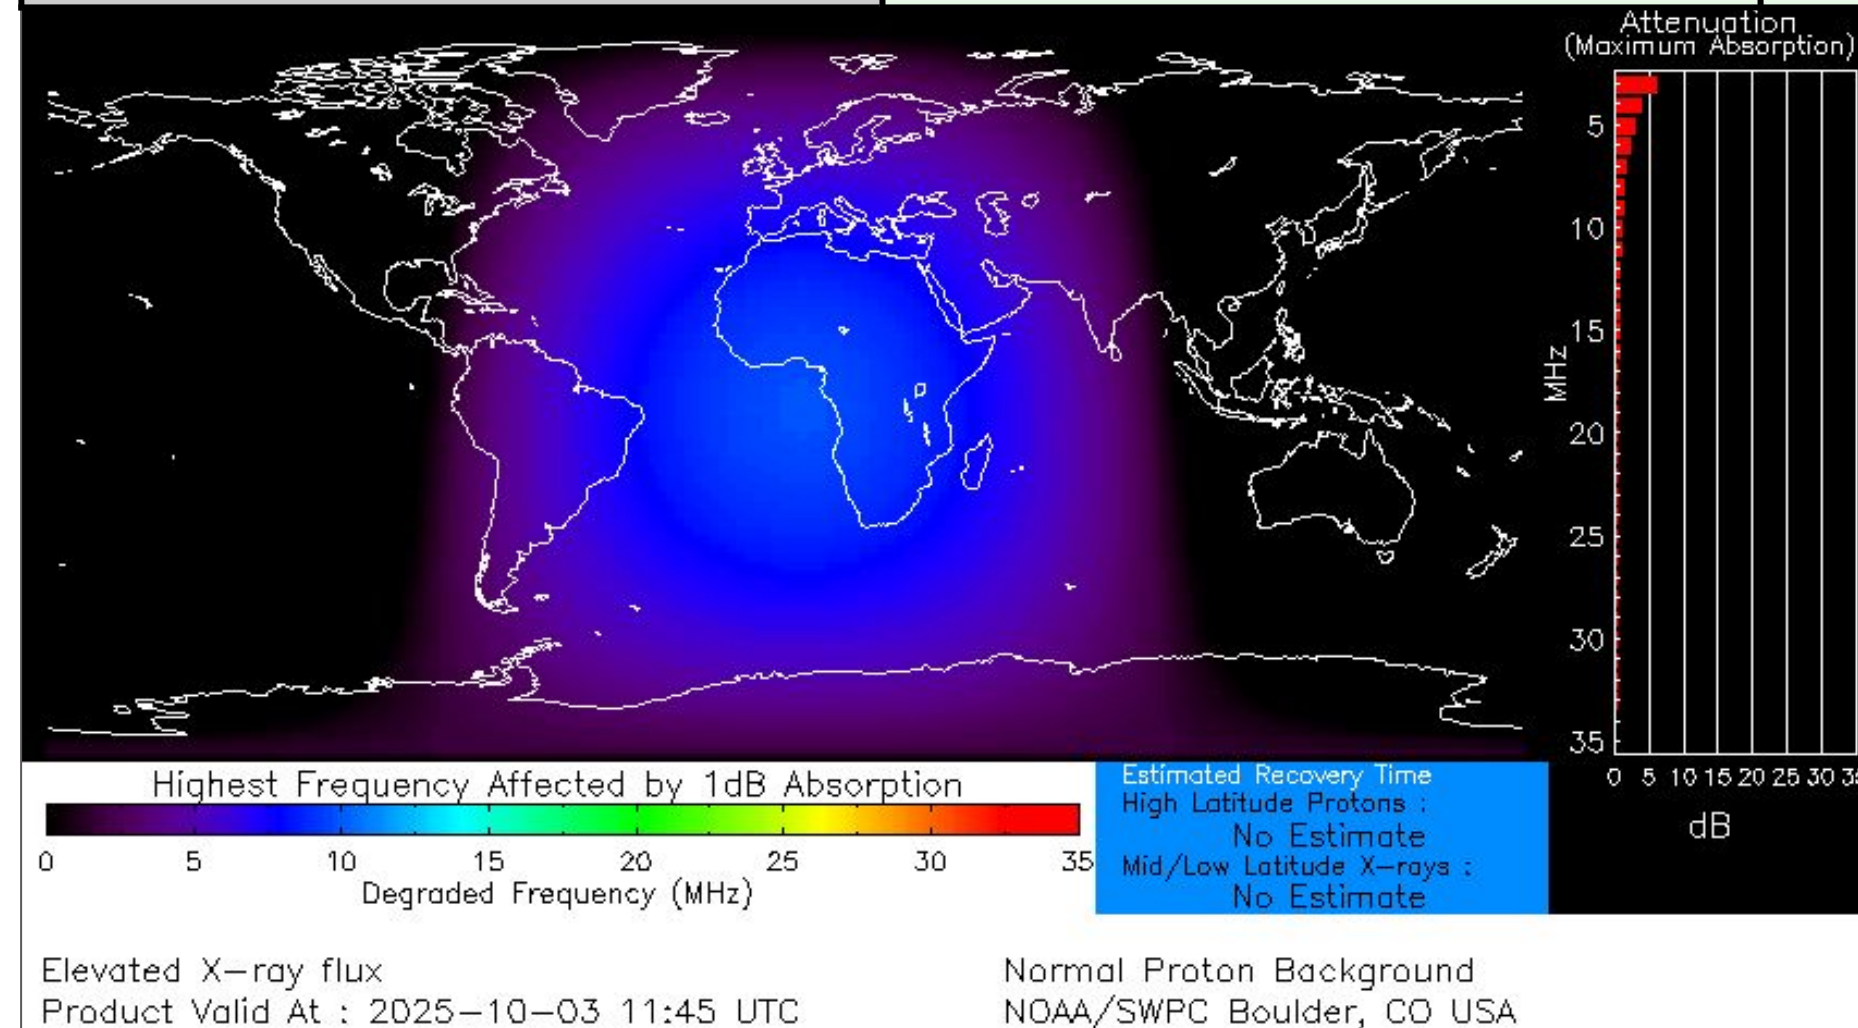 Attenuation
(Maximum Absorption)
5
10
15
20
25
30
35
MHz
0 5 10 15 20 25 30
dB
Highest Frequency Affected by 1dB Absorption
0 5 10 15 20 25 30 35
Degraded Frequency (MHz)
Estimated Recovery Time
High Latitude Protons :
No Estimate
Mid/Low Latitude X-rays :
No Estimate
Elevated X-ray flux
Normal Proton Background
Product Valid At : 2025-10-03 11:45 UTC
NOAA/SWPC Boulder, CO USA